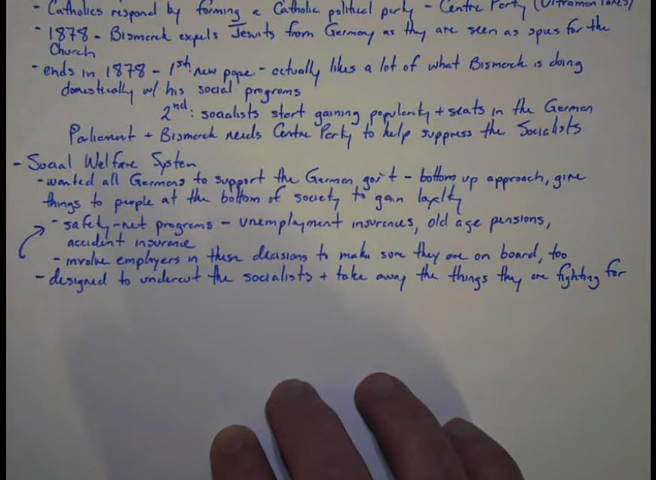 - Catholics respond by forming a Catholic political party - Centre Party (Ultramontanes)
- 1878 - Bismarck expels Jesuits from Germany as they are seen as spies for the
Church
- ends in 1878 - 1st: new pope - actually likes a lot of what Bismarck is doing
domestically w/ his social programs
2nd: socialists start gaining popularity + seats in the German
Parliament + Bismarck needs Centre Party to help suppress the Socialists
- Social Welfare System
- wanted all Germans to support the German gov't - bottom up approach, give
things to people at the bottom of society to gain loyalty
- safety-net programs - unemployment insurances, old age pensions,
accident insurance
- involve employers in these decisions to make sure they are on board, too
- designed to undercut the socialists + take away the things they are fighting for